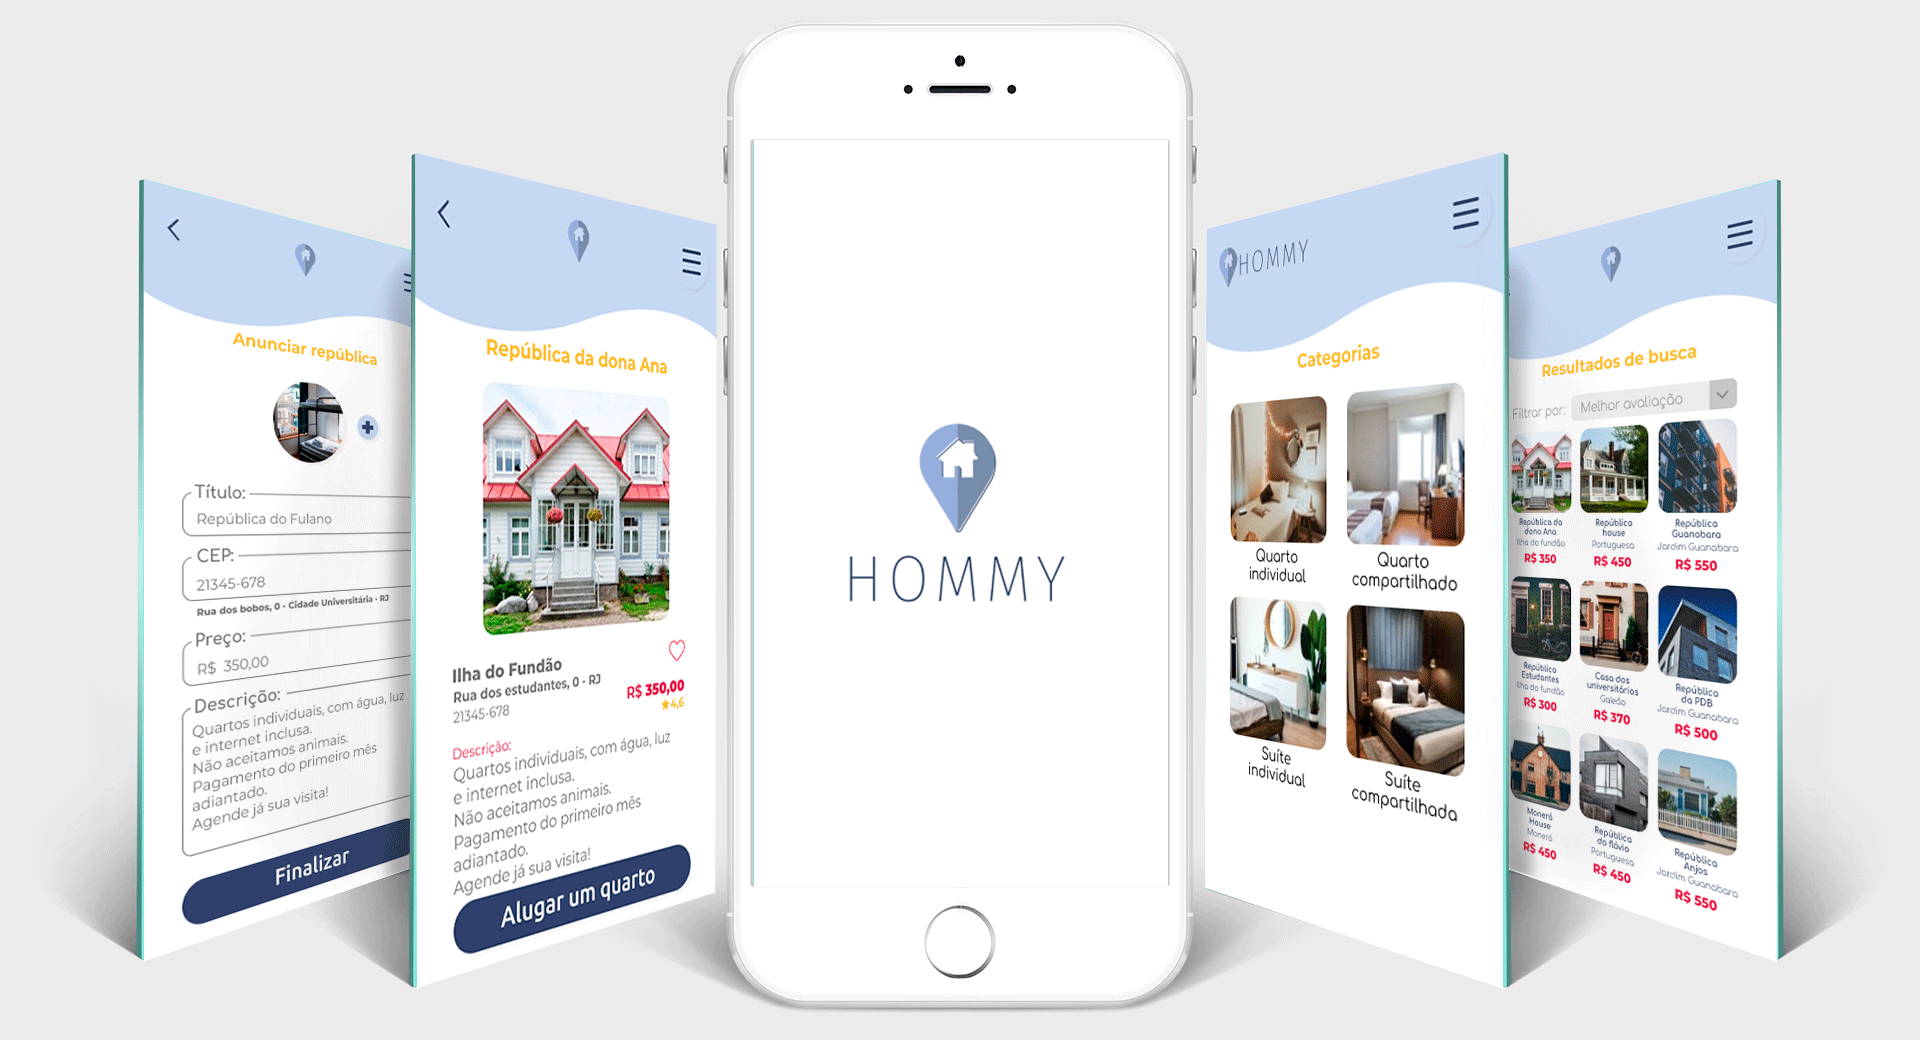 Anunciar república
Título:
República do Fulano
CEP:
21345-678
Rua dos bobos, 0 - Cidade Universitária - RJ
Preço:
R$ 350,00
Descrição:
Quartos individuais, com água, luz
e internet inclusa.
Não aceitamos animais.
Pagamento do primeiro mês
adiantado.
Agende já sua visita!
Finalizar
República da dona Ana
Ilha do Fundão
Rua dos estudantes, 0 - RJ
21345-678
R$ 350,00
4,6
Descrição:
Quartos individuais, com água, luz
e internet inclusa.
Não aceitamos animais.
Pagamento do primeiro mês
adiantado.
Agende já sua visita!
Alugar um quarto
HOMMY
HOMMY
Categorias
Quarto
individual
Quarto
compartilhado
Suíte
individual
Suíte
compartilhada
Resultados de busca
Filtrar por:
Melhor avaliação
República da
dona Ana
Ilha do fundão
R$ 350
República
house
Portuguesa
R$ 450
República
Guanabara
Jardim Guanabara
R$ 550
República
Estudantes
Ilha do fundão
R$ 300
Casa dos
universitários
Galeão
R$ 370
República
da PDB
Jardim Guanabara
R$ 500
Moneró
House
Moneró
R$ 450
República
do flávio
Portuguesa
R$ 450
República
Anjos
Jardim Guanabara
R$ 550